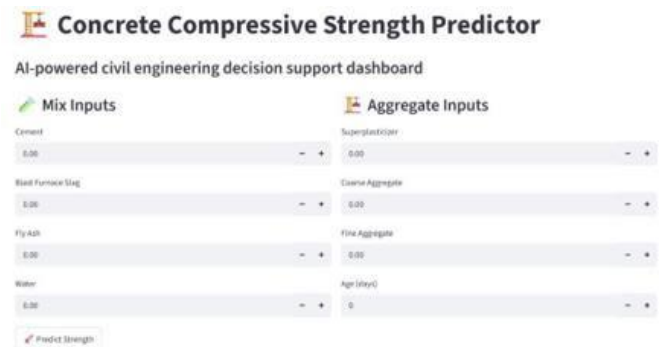 Concrete Compressive Strength Predictor
AI-powered civil engineering decision support dashboard
Mix Inputs
Cement
0.00
- +
Blast Furnace Slag
0.00
- +
Fly Ash
0.00
- +
Water
0.00
- +
Aggregate Inputs
Superplasticizer
0.00
- +
Coarse Aggregate
0.00
- +
Fine Aggregate
0.00
- +
Age (days)
0
- +
Predict Strength